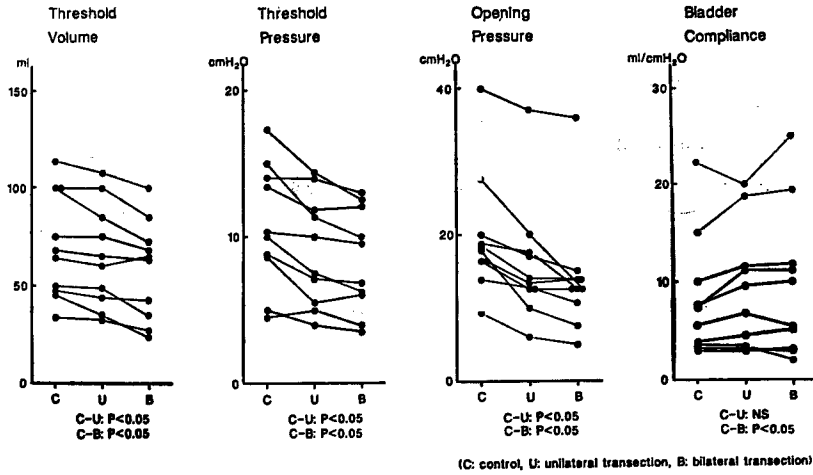 Threshold
Volume
ml
150
100
50
0
C U B
C-U: P<0.05
C-B: P<0.05
Threshold
Pressure
cmH₂O
20
10
0
C U B
C-U: P<0.05
C-B: P<0.05
Opening
Pressure
cmH₂O
40
20
0
C U B
C-U: P<0.05
C-B: P<0.05
Bladder
Compliance
ml/cmH₂O
30
20
10
0
C U B
C-U: NS
C-B: P<0.05
(C: control, U: unilateral transection, B: bilateral transection)